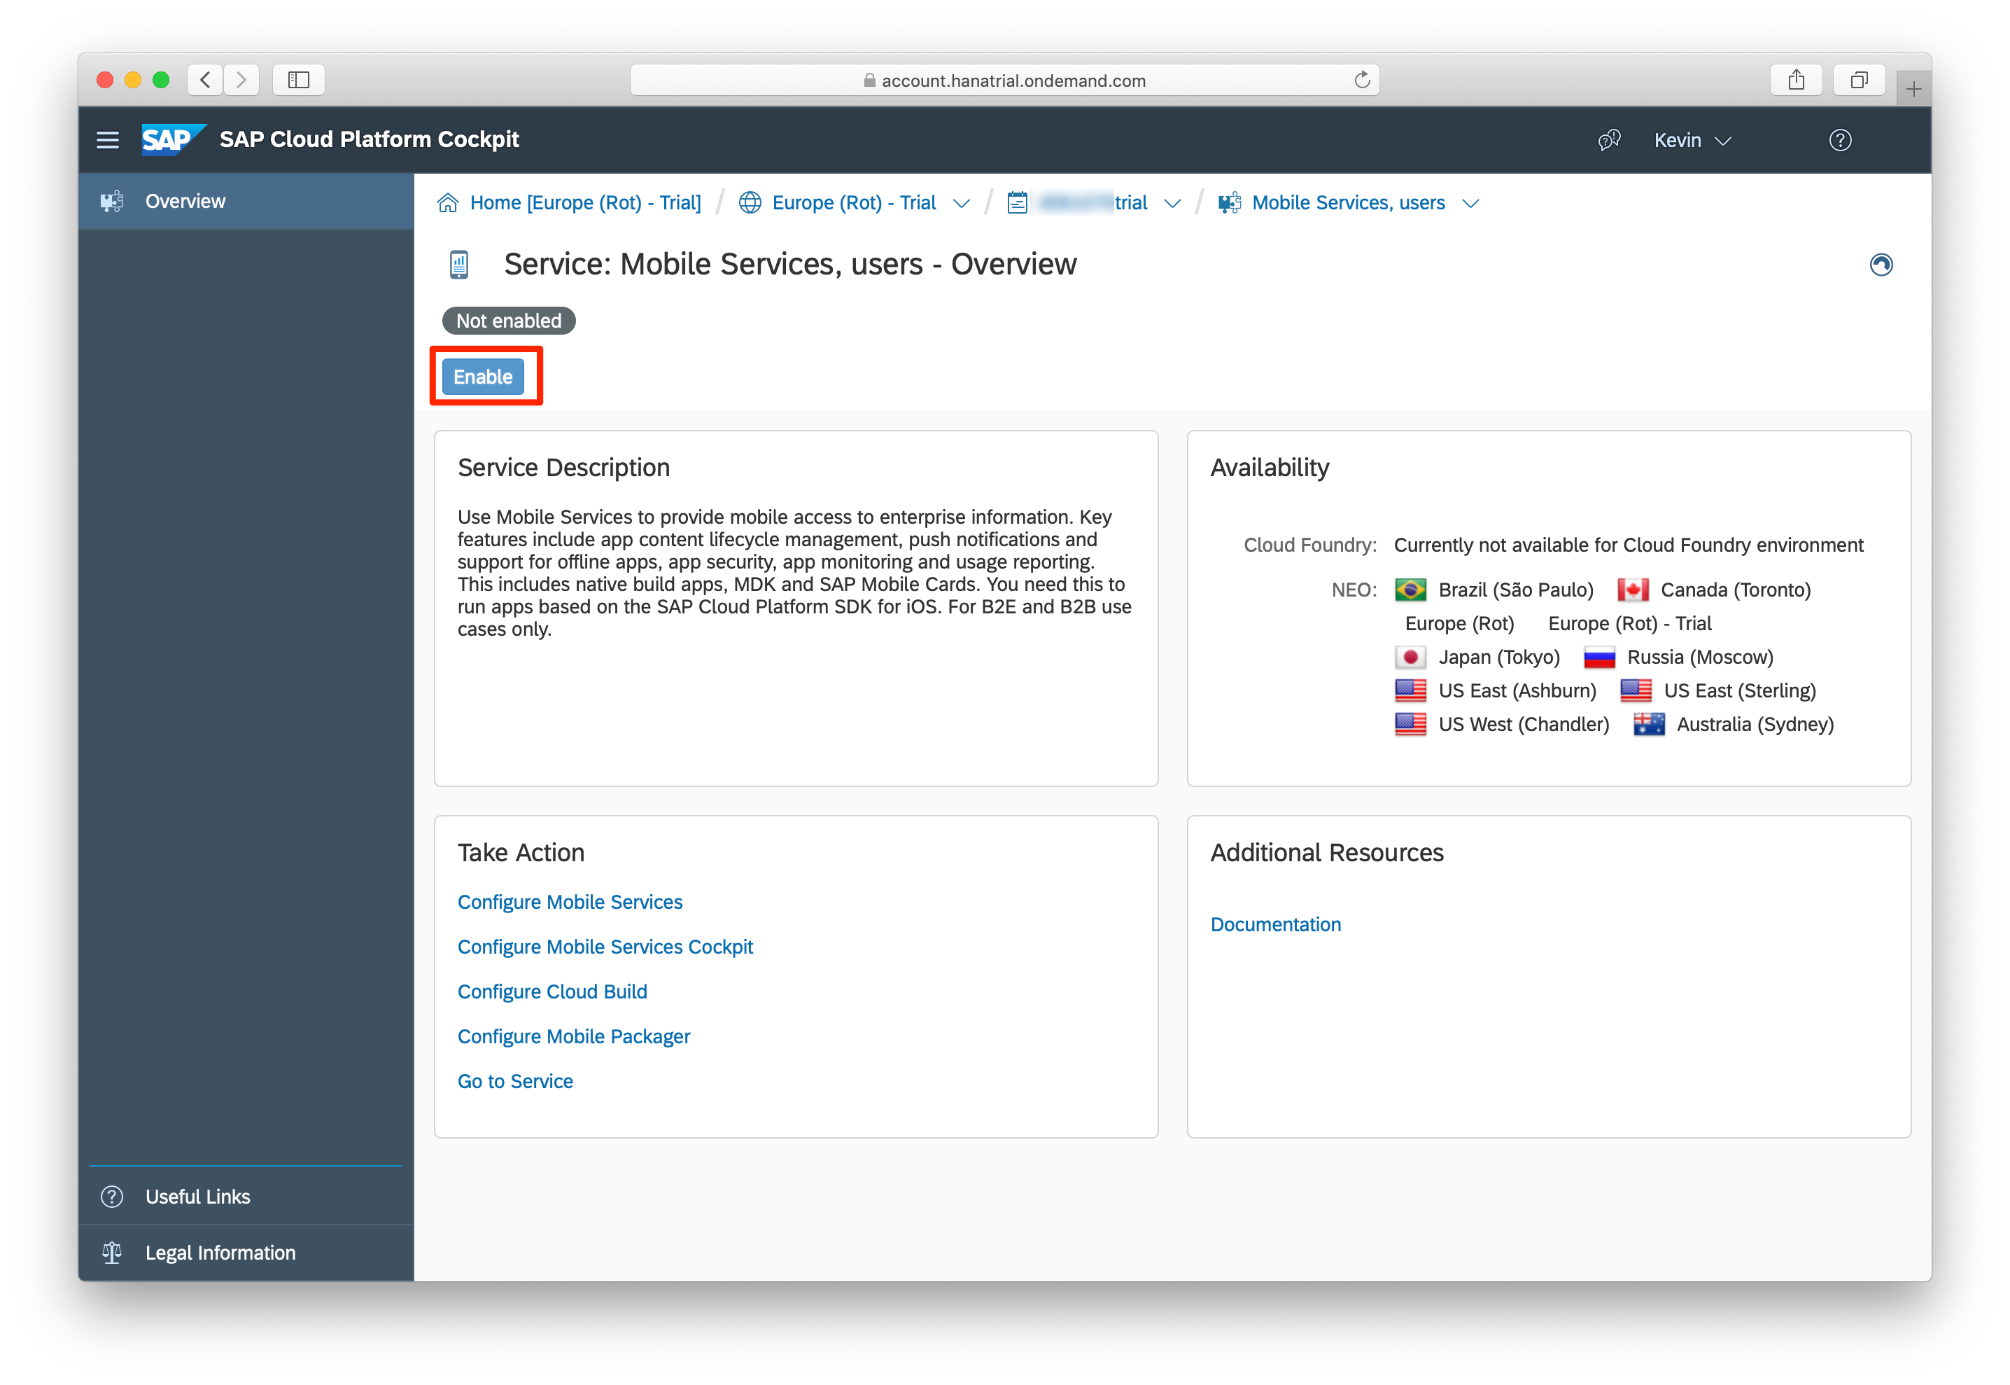 account.hanatrial.ondemand.com
SAP SAP Cloud Platform Cockpit
Kevin
Overview
Home [Europe (Rot) - Trial] / Europe (Rot) - Trial / trial / Mobile Services, users
Service: Mobile Services, users - Overview
Not enabled
Enable
Service Description
Use Mobile Services to provide mobile access to enterprise information. Key
features include app content lifecycle management, push notifications and
support for offline apps, app security, app monitoring and usage reporting.
This includes native build apps, MDK and SAP Mobile Cards. You need this to
run apps based on the SAP Cloud Platform SDK for iOS. For B2E and B2B use
cases only.
Availability
Cloud Foundry: Currently not available for Cloud Foundry environment
NEO: Brazil (São Paulo) Canada (Toronto)
Europe (Rot) Europe (Rot) - Trial
Japan (Tokyo) Russia (Moscow)
US East (Ashburn) US East (Sterling)
US West (Chandler) Australia (Sydney)
Take Action
Configure Mobile Services
Configure Mobile Services Cockpit
Configure Cloud Build
Configure Mobile Packager
Go to Service
Additional Resources
Documentation
Useful Links
Legal Information